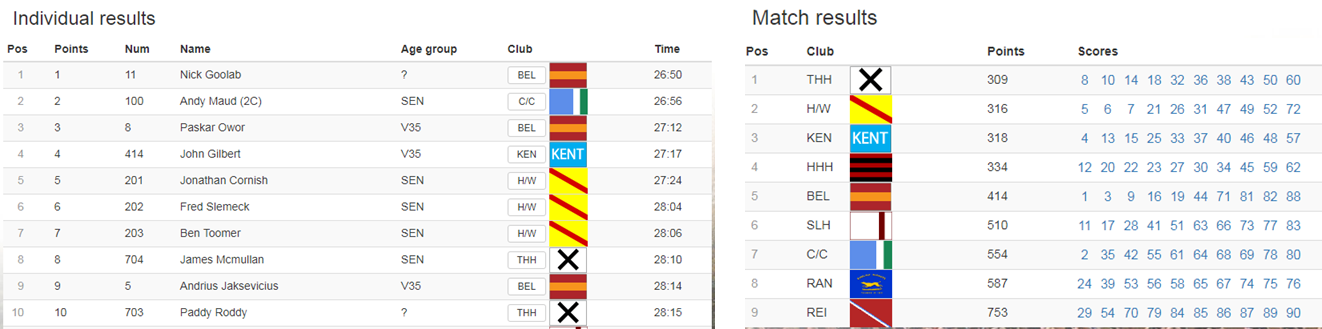 Individual results
Pos Points Num Name Age group Club Time
1 1 11 Nick Goolab ? BEL 26:50
2 2 100 Andy Maud (2C) SEN C/C 26:56
3 3 8 Paskar Owor V35 BEL 27:12
4 4 414 John Gilbert V35 KEN KENT 27:17
5 5 201 Jonathan Cornish SEN H/W 27:24
6 6 202 Fred Slemeck SEN H/W 28:04
7 7 203 Ben Toomer SEN H/W 28:06
8 8 704 James Mcmullan SEN THH 28:10
9 9 5 Andrius Jaksevicius V35 BEL 28:14
10 10 703 Paddy Roddy ? THH 28:15
Match results
Pos Club Points Scores
1 THH 309 8 10 14 18 32 36 38 43 50 60
2 H/W 316 5 6 7 21 26 31 47 49 52 72
3 KEN KENT 318 4 13 15 25 33 37 40 46 48 57
4 HHH 334 12 20 22 23 27 30 34 45 59 62
5 BEL 414 1 3 9 16 19 44 71 81 82 88
6 SLH 510 11 17 28 41 51 63 66 73 77 83
7 C/C 554 2 35 42 55 61 64 68 69 78 80
8 RAN 587 24 39 53 56 58 65 67 74 75 76
9 REI 753 29 54 70 79 84 85 86 87 89 90